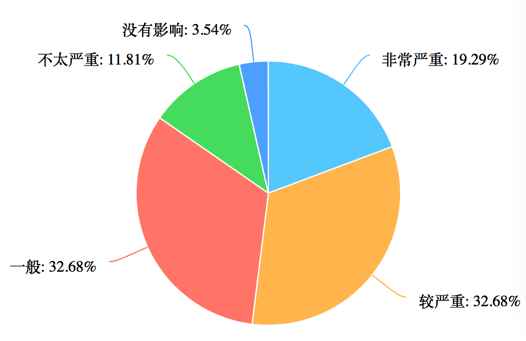 没有影响: 3.54%
不太严重: 11.81%
非常严重: 19.29%
一般: 32.68%
较严重: 32.68%